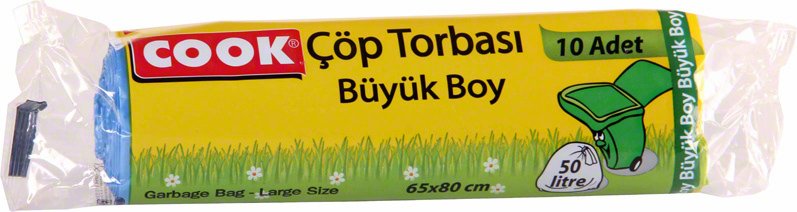 COOK®
Çöp Torbası
Büyük Boy
10 Adet
50
litre
Garbage Bag - Large Size
65x80 cm
Boy Büyük Boy Büyük Boy